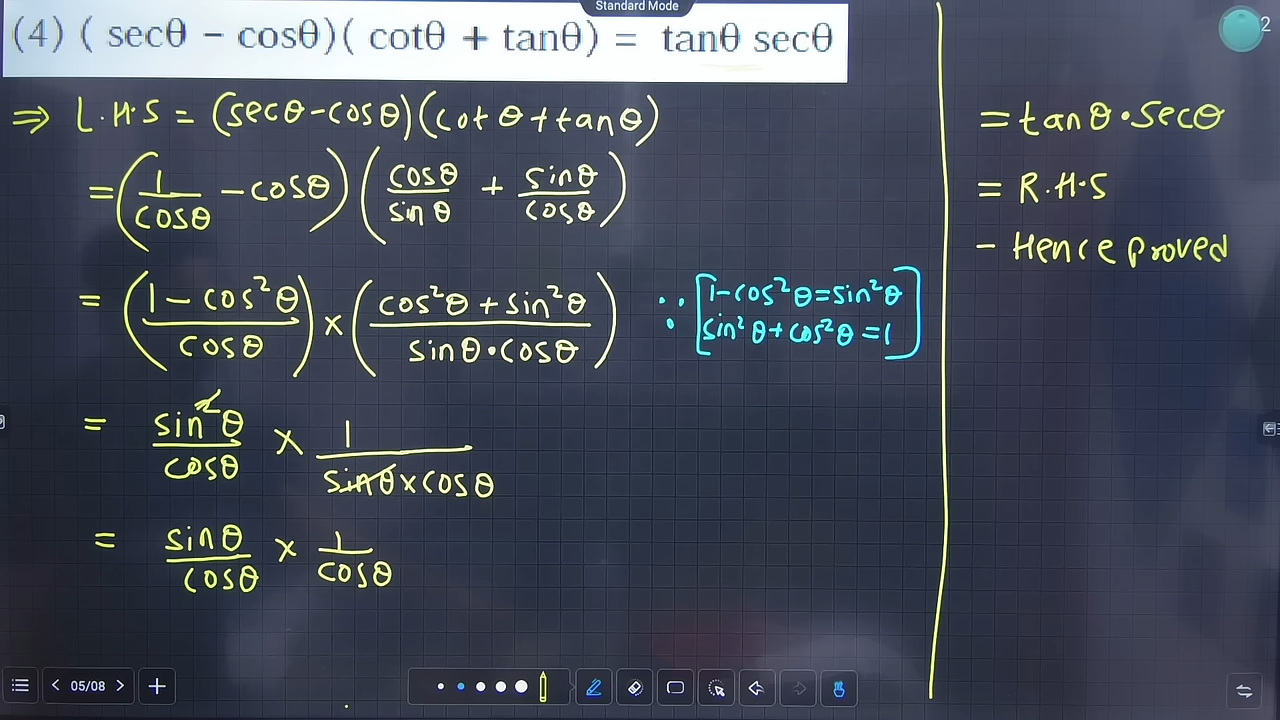 Standard Mode
(4) ( secθ − cosθ)( cotθ + tanθ) = tanθ secθ
2
⇒ L.H.S = (secθ-cosθ)(cotθ+tanθ)
= (1/cosθ - cosθ) (cosθ/sinθ + sinθ/cosθ)
= (1 - cos²θ/cosθ) × (cos²θ + sin²θ/sinθ·cosθ)
∵ [1-cos²θ=sin²θ
sin²θ+cos²θ=1]
= sin²θ/cosθ × 1/sinθ×cosθ
= sinθ/cosθ × 1/cosθ
= tanθ·secθ
= R.H.S
- Hence proved
05/08